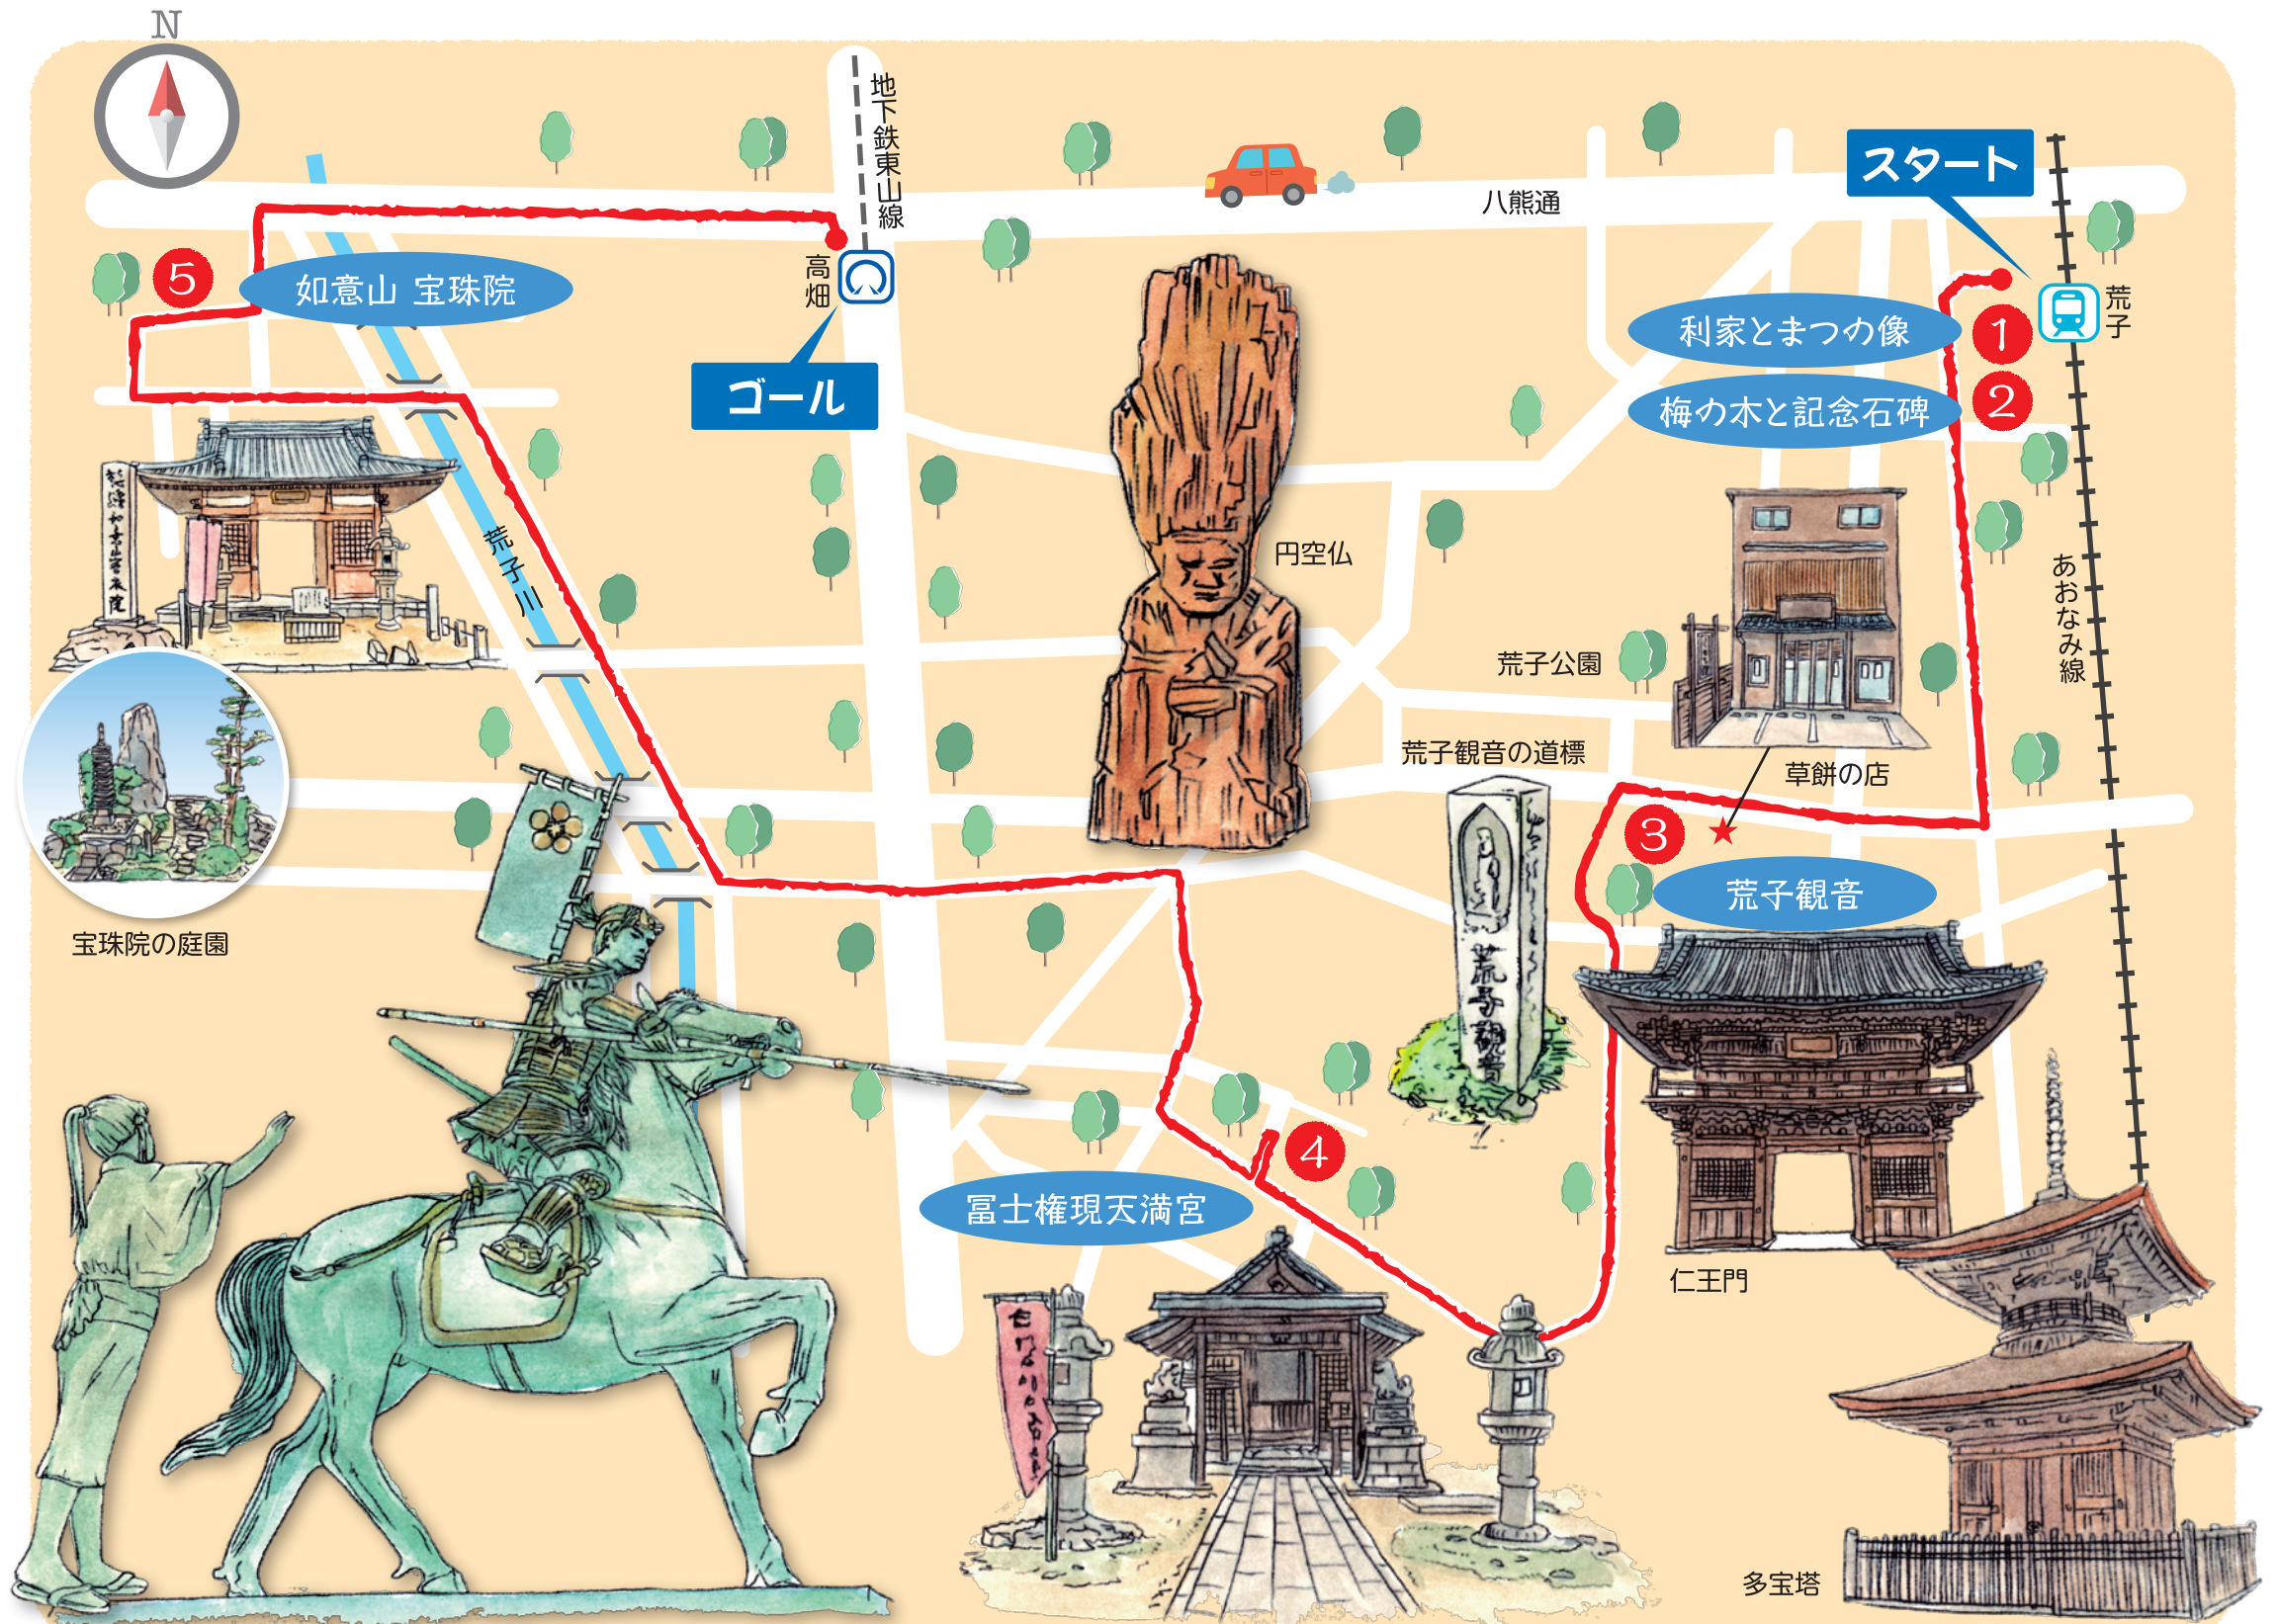 N
地下鉄東山線
八熊通
スタート
荒子
高畑
ゴール
5
如意山 宝珠院
利家とまつの像
1
梅の木と記念石碑
2
荒子川
円空仏
あおなみ線
荒子公園
荒子観音の道標
草餅の店
3
荒子観音
荒子観音
宝珠院の庭園
4
冨士権現天満宮
仁王門
多宝塔